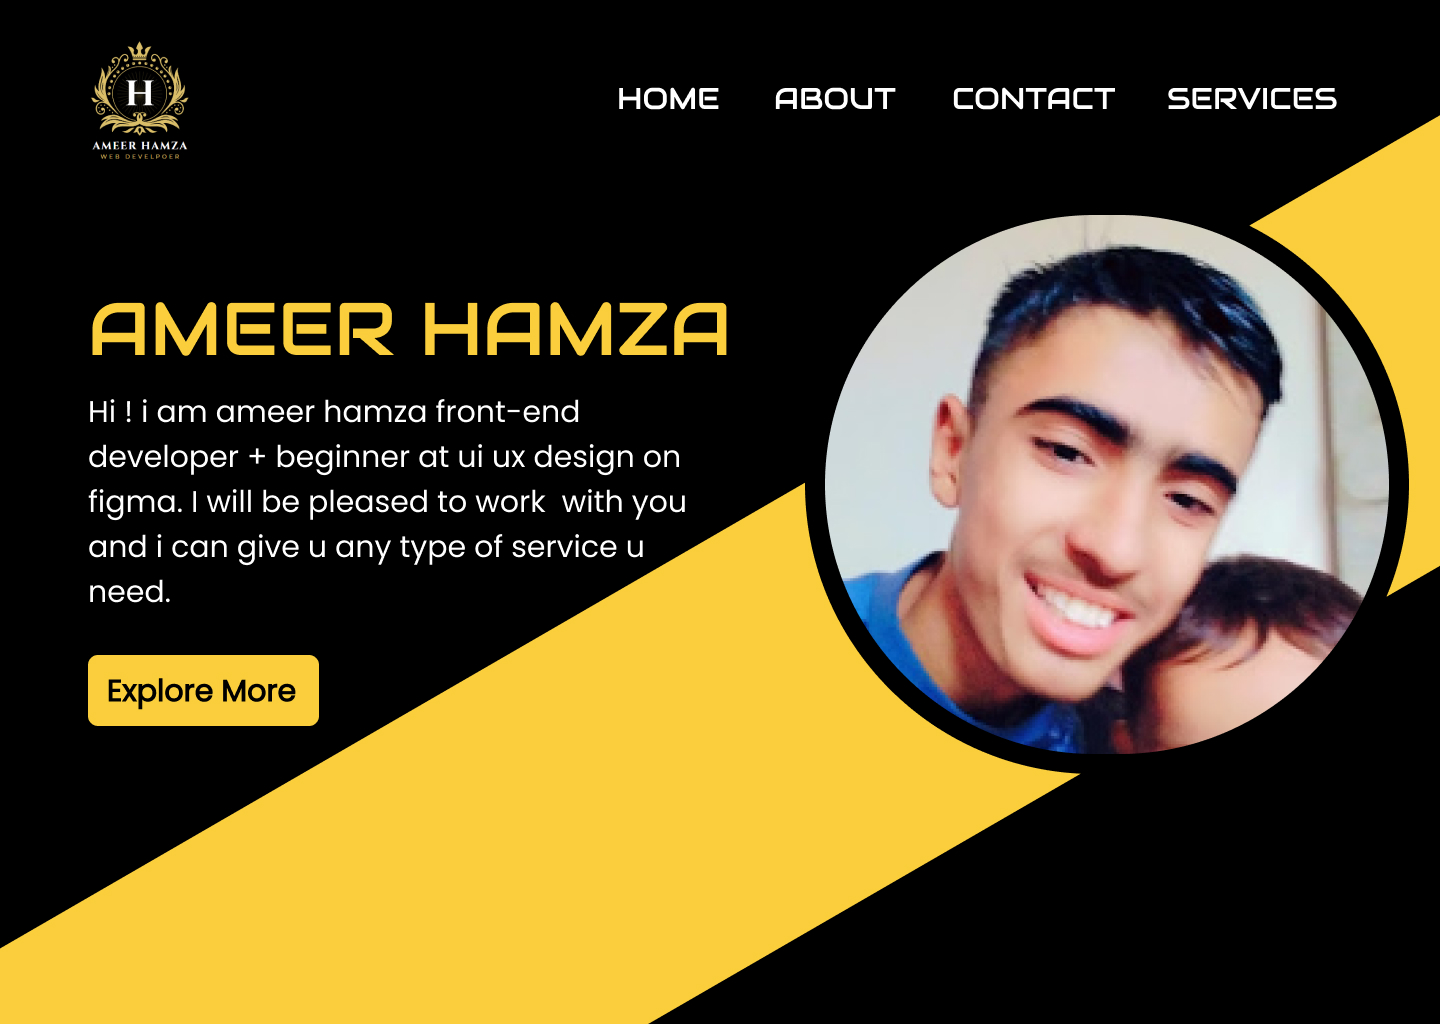 H
AMEER HAMZA
WEB DEVELPOER
HOME ABOUT CONTACT SERVICES
AMEER HAMZA
Hi ! i am ameer hamza front-end
developer + beginner at ui ux design on
figma. I will be pleased to work  with you
and i can give u any type of service u
need.
Explore More